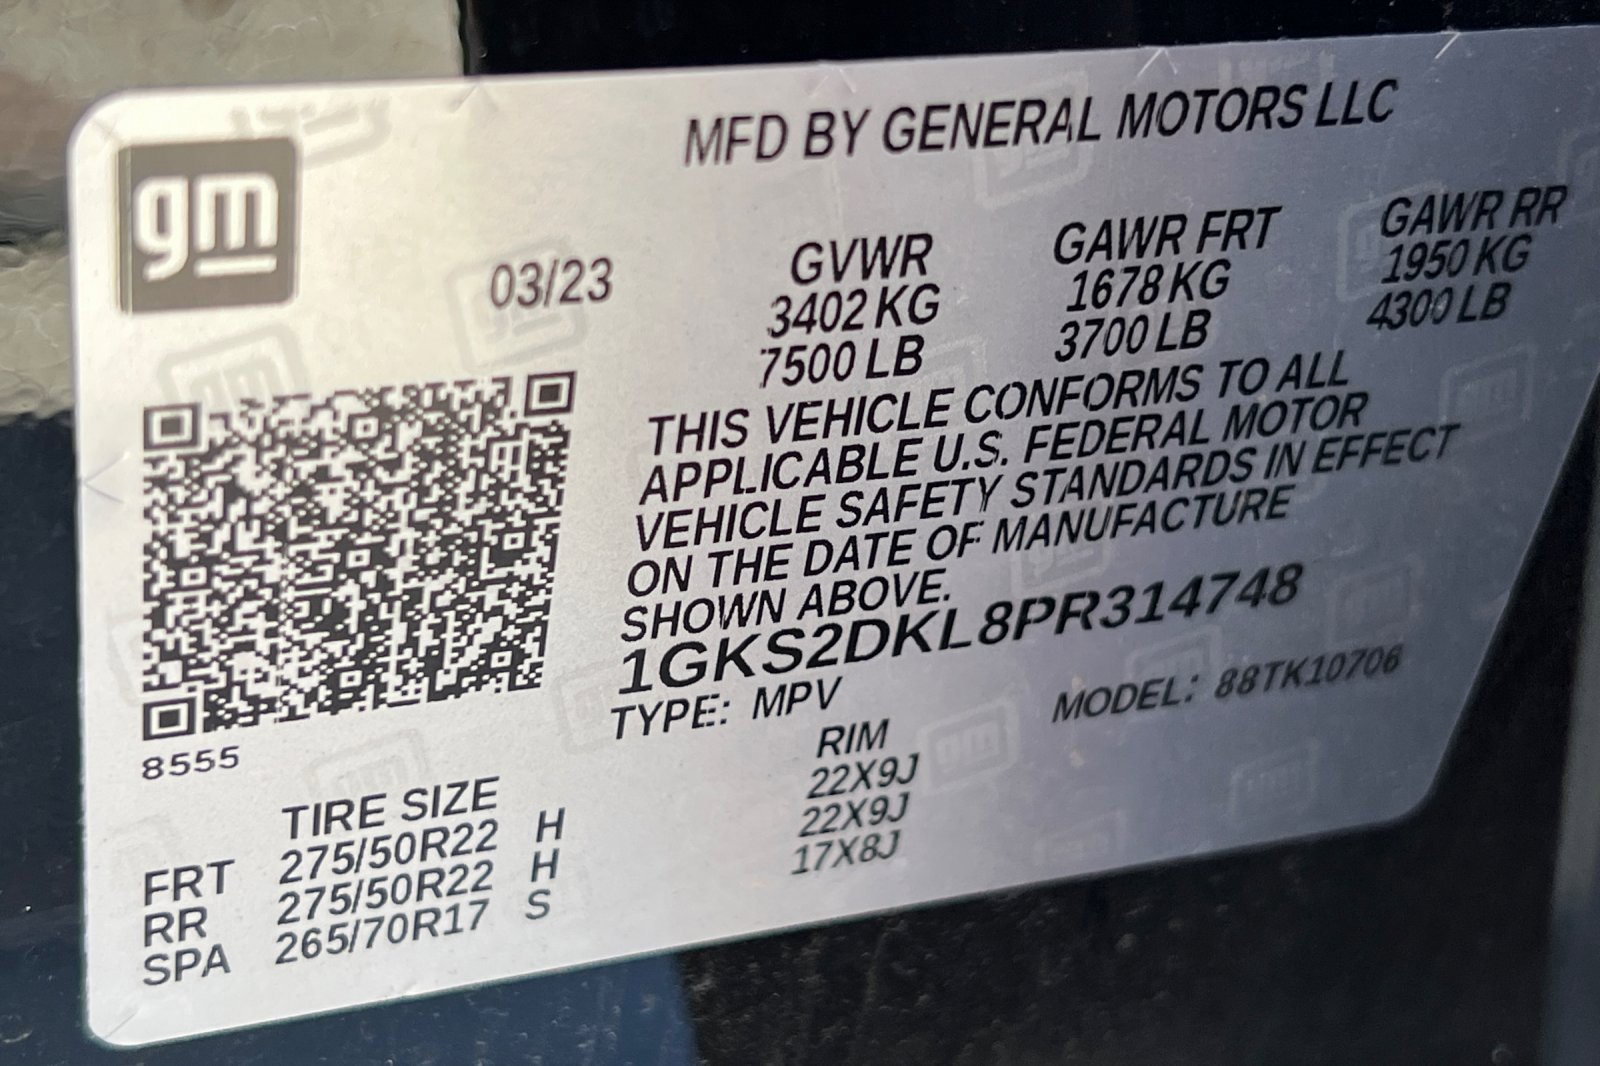 gm
MFD BY GENERAL MOTORS LLC
03/23 GVWR GAWR FRT GAWR RR
3402 KG 1678 KG 1950 KG
7500 LB 3700 LB 4300 LB
THIS VEHICLE CONFORMS TO ALL
APPLICABLE U.S. FEDERAL MOTOR
VEHICLE SAFETY STANDARDS IN EFFECT
ON THE DATE OF MANUFACTURE
SHOWN ABOVE.
1GKS2DKL8PR314748
TYPE: MPV MODEL: 88TK10706
8555
TIRE SIZE RIM
FRT 275/50R22 H 22X9J
RR 275/50R22 H 22X9J
SPA 265/70R17 S 17X8J